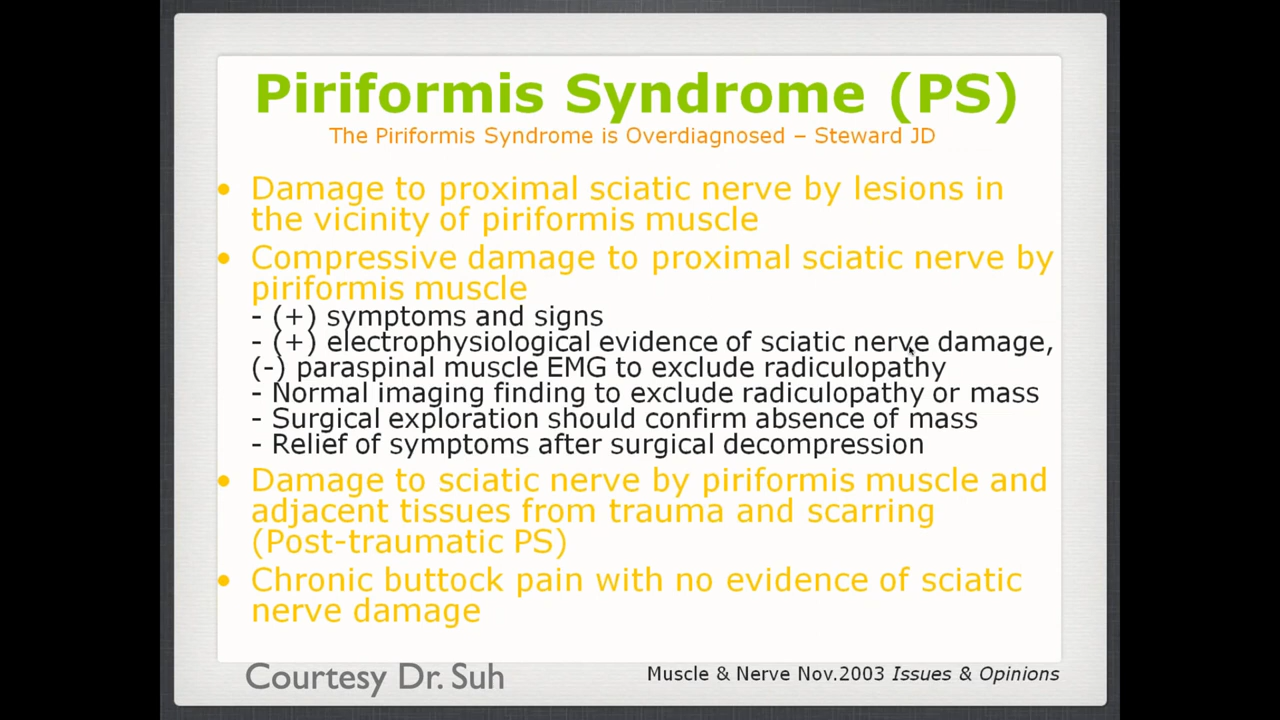 Piriformis Syndrome (PS)
The Piriformis Syndrome is Overdiagnosed – Steward JD
• Damage to proximal sciatic nerve by lesions in
the vicinity of piriformis muscle
• Compressive damage to proximal sciatic nerve by
piriformis muscle
- (+) symptoms and signs
- (+) electrophysiological evidence of sciatic nerve damage,
(-) paraspinal muscle EMG to exclude radiculopathy
- Normal imaging finding to exclude radiculopathy or mass
- Surgical exploration should confirm absence of mass
- Relief of symptoms after surgical decompression
• Damage to sciatic nerve by piriformis muscle and
adjacent tissues from trauma and scarring
(Post-traumatic PS)
• Chronic buttock pain with no evidence of sciatic
nerve damage
Courtesy Dr. Suh
Muscle & Nerve Nov.2003 Issues & Opinions